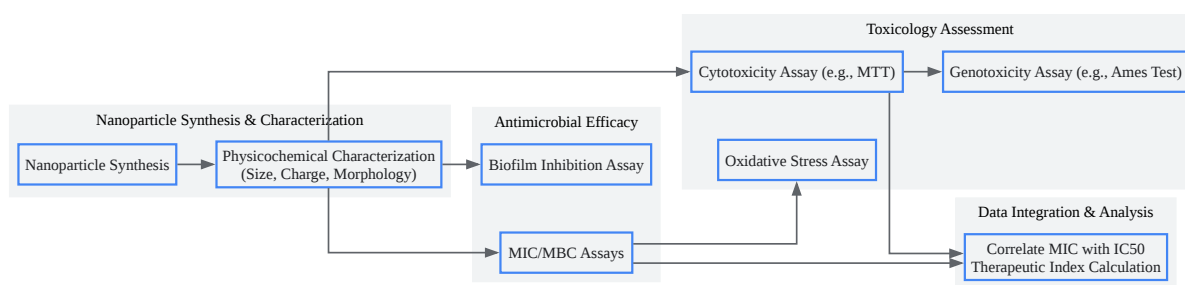 Toxicology Assessment
Cytotoxicity Assay (e.g., MTT)
Genotoxicity Assay (e.g., Ames Test)
Nanoparticle Synthesis & Characterization
Nanoparticle Synthesis
Physicochemical Characterization
(Size, Charge, Morphology)
Antimicrobial Efficacy
Biofilm Inhibition Assay
Oxidative Stress Assay
MIC/MBC Assays
Data Integration & Analysis
Correlate MIC with IC50
Therapeutic Index Calculation